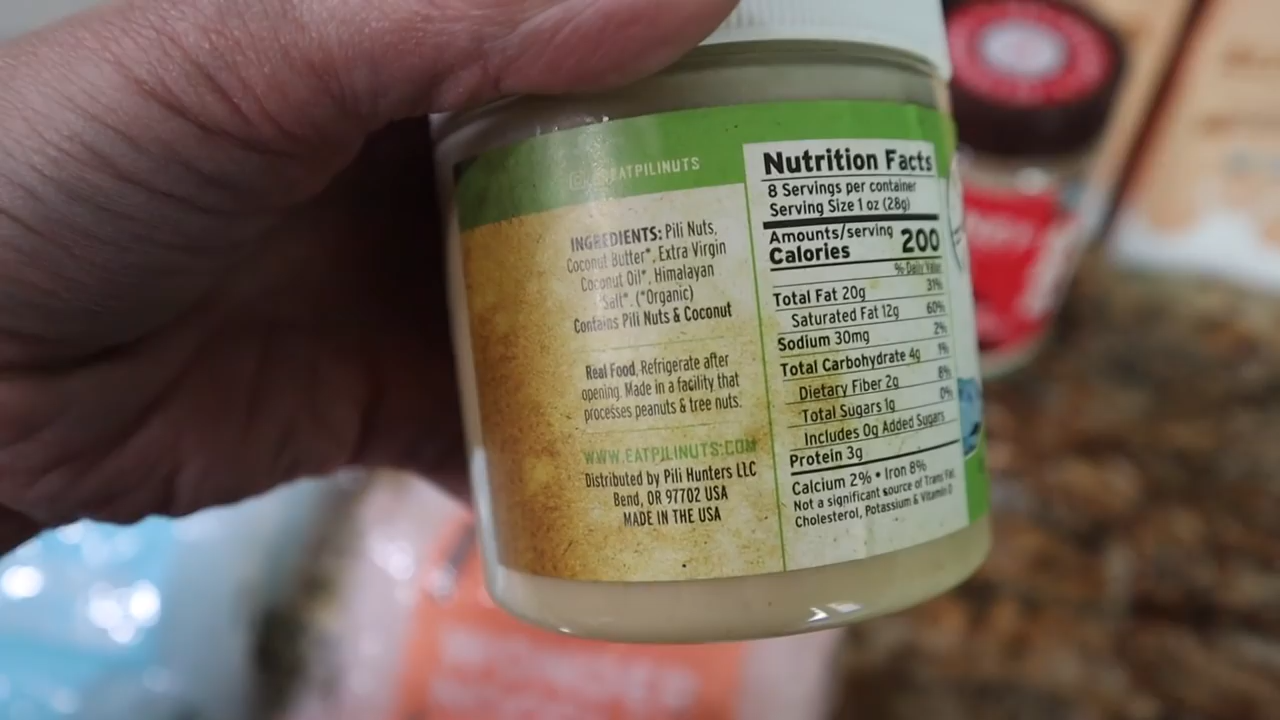 EATPILINUTS
INGREDIENTS: Pili Nuts,
Coconut Butter*, Extra Virgin
Coconut Oil*, Himalayan
Salt*. (*Organic)
Contains Pili Nuts & Coconut
Real Food. Refrigerate after
opening. Made in a facility that
processes peanuts & tree nuts.
WWW.EATPILINUTS.COM
Distributed by Pili Hunters LLC
Bend, OR 97702 USA
MADE IN THE USA
Nutrition Facts
8 Servings per container
Serving Size 1 oz (28g)
Amounts/serving
Calories 200
% Daily Value
Total Fat 20g 31%
Saturated Fat 12g 60%
Sodium 30mg 2%
Total Carbohydrate 4g 1%
Dietary Fiber 2g 8%
Total Sugars 1g 0%
Includes 0g Added Sugars
Protein 3g
Calcium 2% • Iron 8%
Not a significant source of Trans Fat,
Cholesterol, Potassium & Vitamin D
WONDER